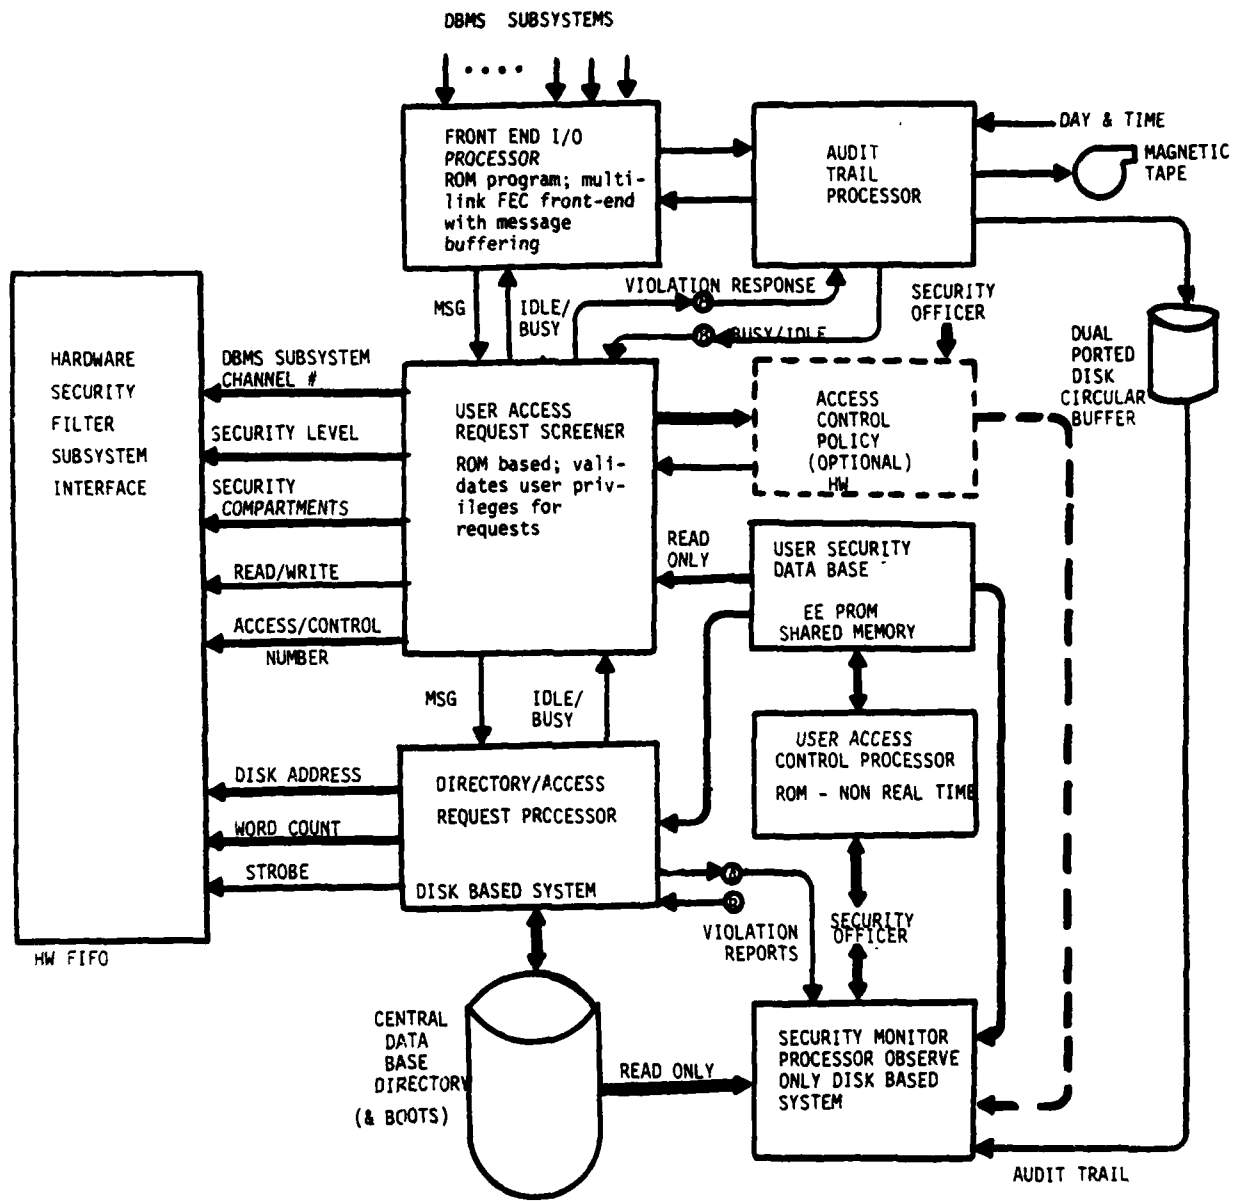 DBMS SUBSYSTEMS
FRONT END I/O
PROCESSOR
ROM program; multi-
link FEC front-end
with message
buffering
AUDIT
TRAIL
PROCESSOR
DAY & TIME
MAGNETIC
TAPE
MSG
IDLE/
BUSY
VIOLATION RESPONSE
BUSY/IDLE
SECURITY
OFFICER
DUAL
PORTED
DISK
CIRCULAR
BUFFER
HARDWARE
SECURITY
FILTER
SUBSYSTEM
INTERFACE
DBMS SUBSYSTEM
CHANNEL #
SECURITY LEVEL
SECURITY
COMPARTMENTS
READ/WRITE
ACCESS/CONTROL
NUMBER
USER ACCESS
REQUEST SCREENER
ROM based; vali-
dates user priv-
ileges for
requests
ACCESS
CONTROL
POLICY
(OPTIONAL)
HW
READ
ONLY
USER SECURITY
DATA BASE
EE PROM
SHARED MEMORY
MSG
IDLE/
BUSY
USER ACCESS
CONTROL PROCESSOR
ROM - NON REAL TIME
DISK ADDRESS
WORD COUNT
STROBE
DIRECTORY/ACCESS
REQUEST PRCCESSOR
DISK BASED SYSTEM
VIOLATION
REPORTS
SECURITY
OFFICER
HW FIFO
CENTRAL
DATA
BASE
DIRECTORY
(& BOOTS)
READ ONLY
SECURITY MONITOR
PROCESSOR OBSERVE
ONLY DISK BASED
SYSTEM
AUDIT TRAIL